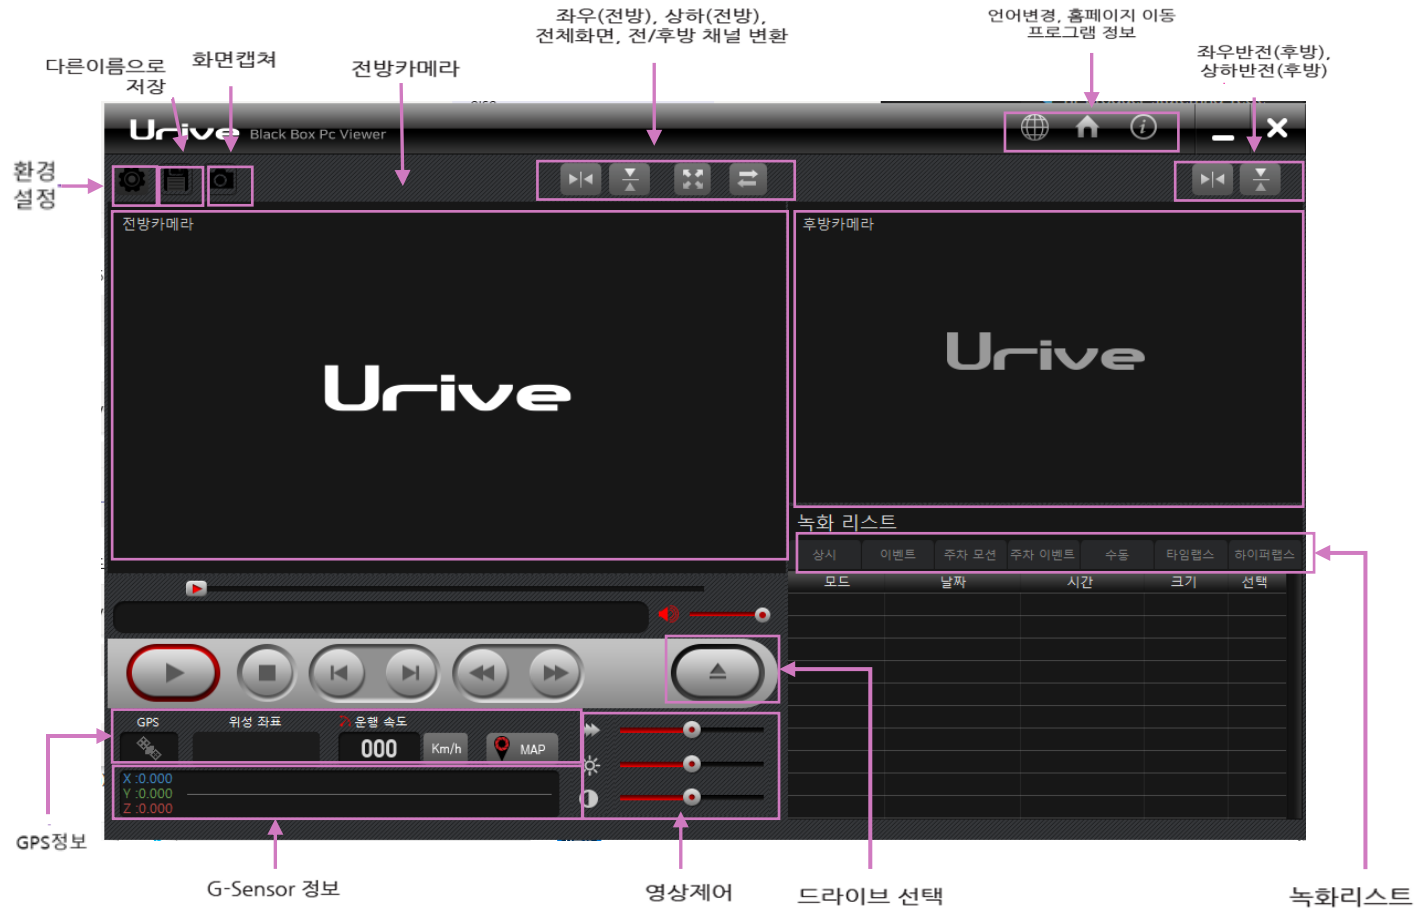 좌우(전방), 상하(전방),
전체화면, 전/후방 채널 변환
언어변경, 홈페이지 이동
프로그램 정보
좌우반전(후방),
상하반전(후방)
다른이름으로
저장
화면캡쳐
전방카메라
환경
설정
Urive Black Box Pc Viewer
전방카메라
후방카메라
Urive
Urive
녹화 리스트
상시 이벤트 주차 모션 주차 이벤트 수동 타임랩스 하이퍼랩스
모드 날짜 시간 크기 선택
GPS 위성 좌표 운행 속도
000 Km/h MAP
X :0.000
Y :0.000
Z :0.000
GPS정보
G-Sensor 정보
영상제어
드라이브 선택
녹화리스트